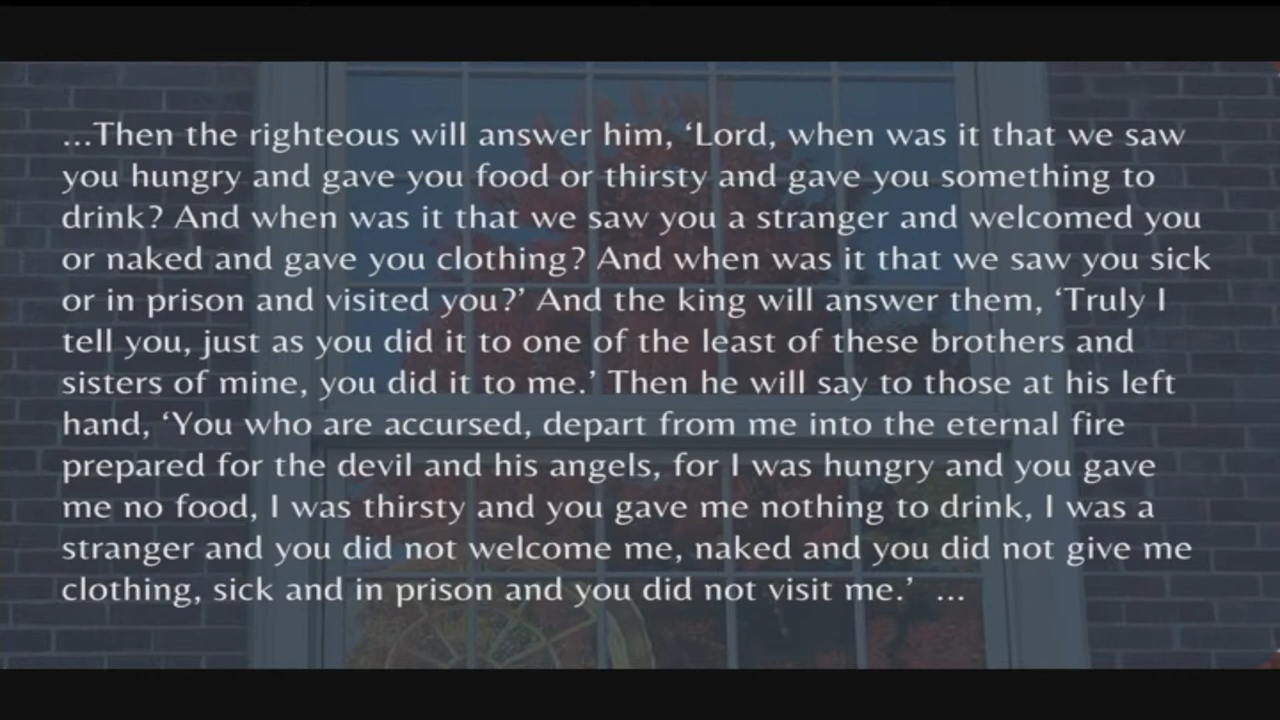 ...Then the righteous will answer him, ‘Lord, when was it that we saw
you hungry and gave you food or thirsty and gave you something to
drink? And when was it that we saw you a stranger and welcomed you
or naked and gave you clothing? And when was it that we saw you sick
or in prison and visited you?’ And the king will answer them, ‘Truly I
tell you, just as you did it to one of the least of these brothers and
sisters of mine, you did it to me.’ Then he will say to those at his left
hand, ‘You who are accursed, depart from me into the eternal fire
prepared for the devil and his angels, for I was hungry and you gave
me no food, I was thirsty and you gave me nothing to drink, I was a
stranger and you did not welcome me, naked and you did not give me
clothing, sick and in prison and you did not visit me.’ ...